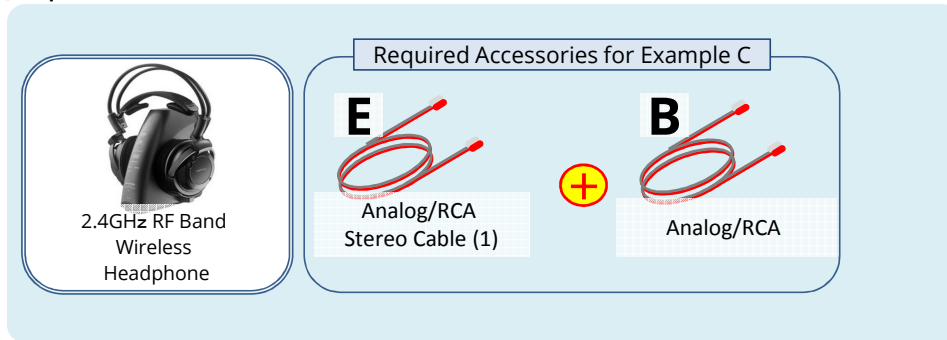 Required Accessories for Example C
2.4GHz RF Band
Wireless
Headphone
E
Analog/RCA
Stereo Cable (1)
+
B
Analog/RCA